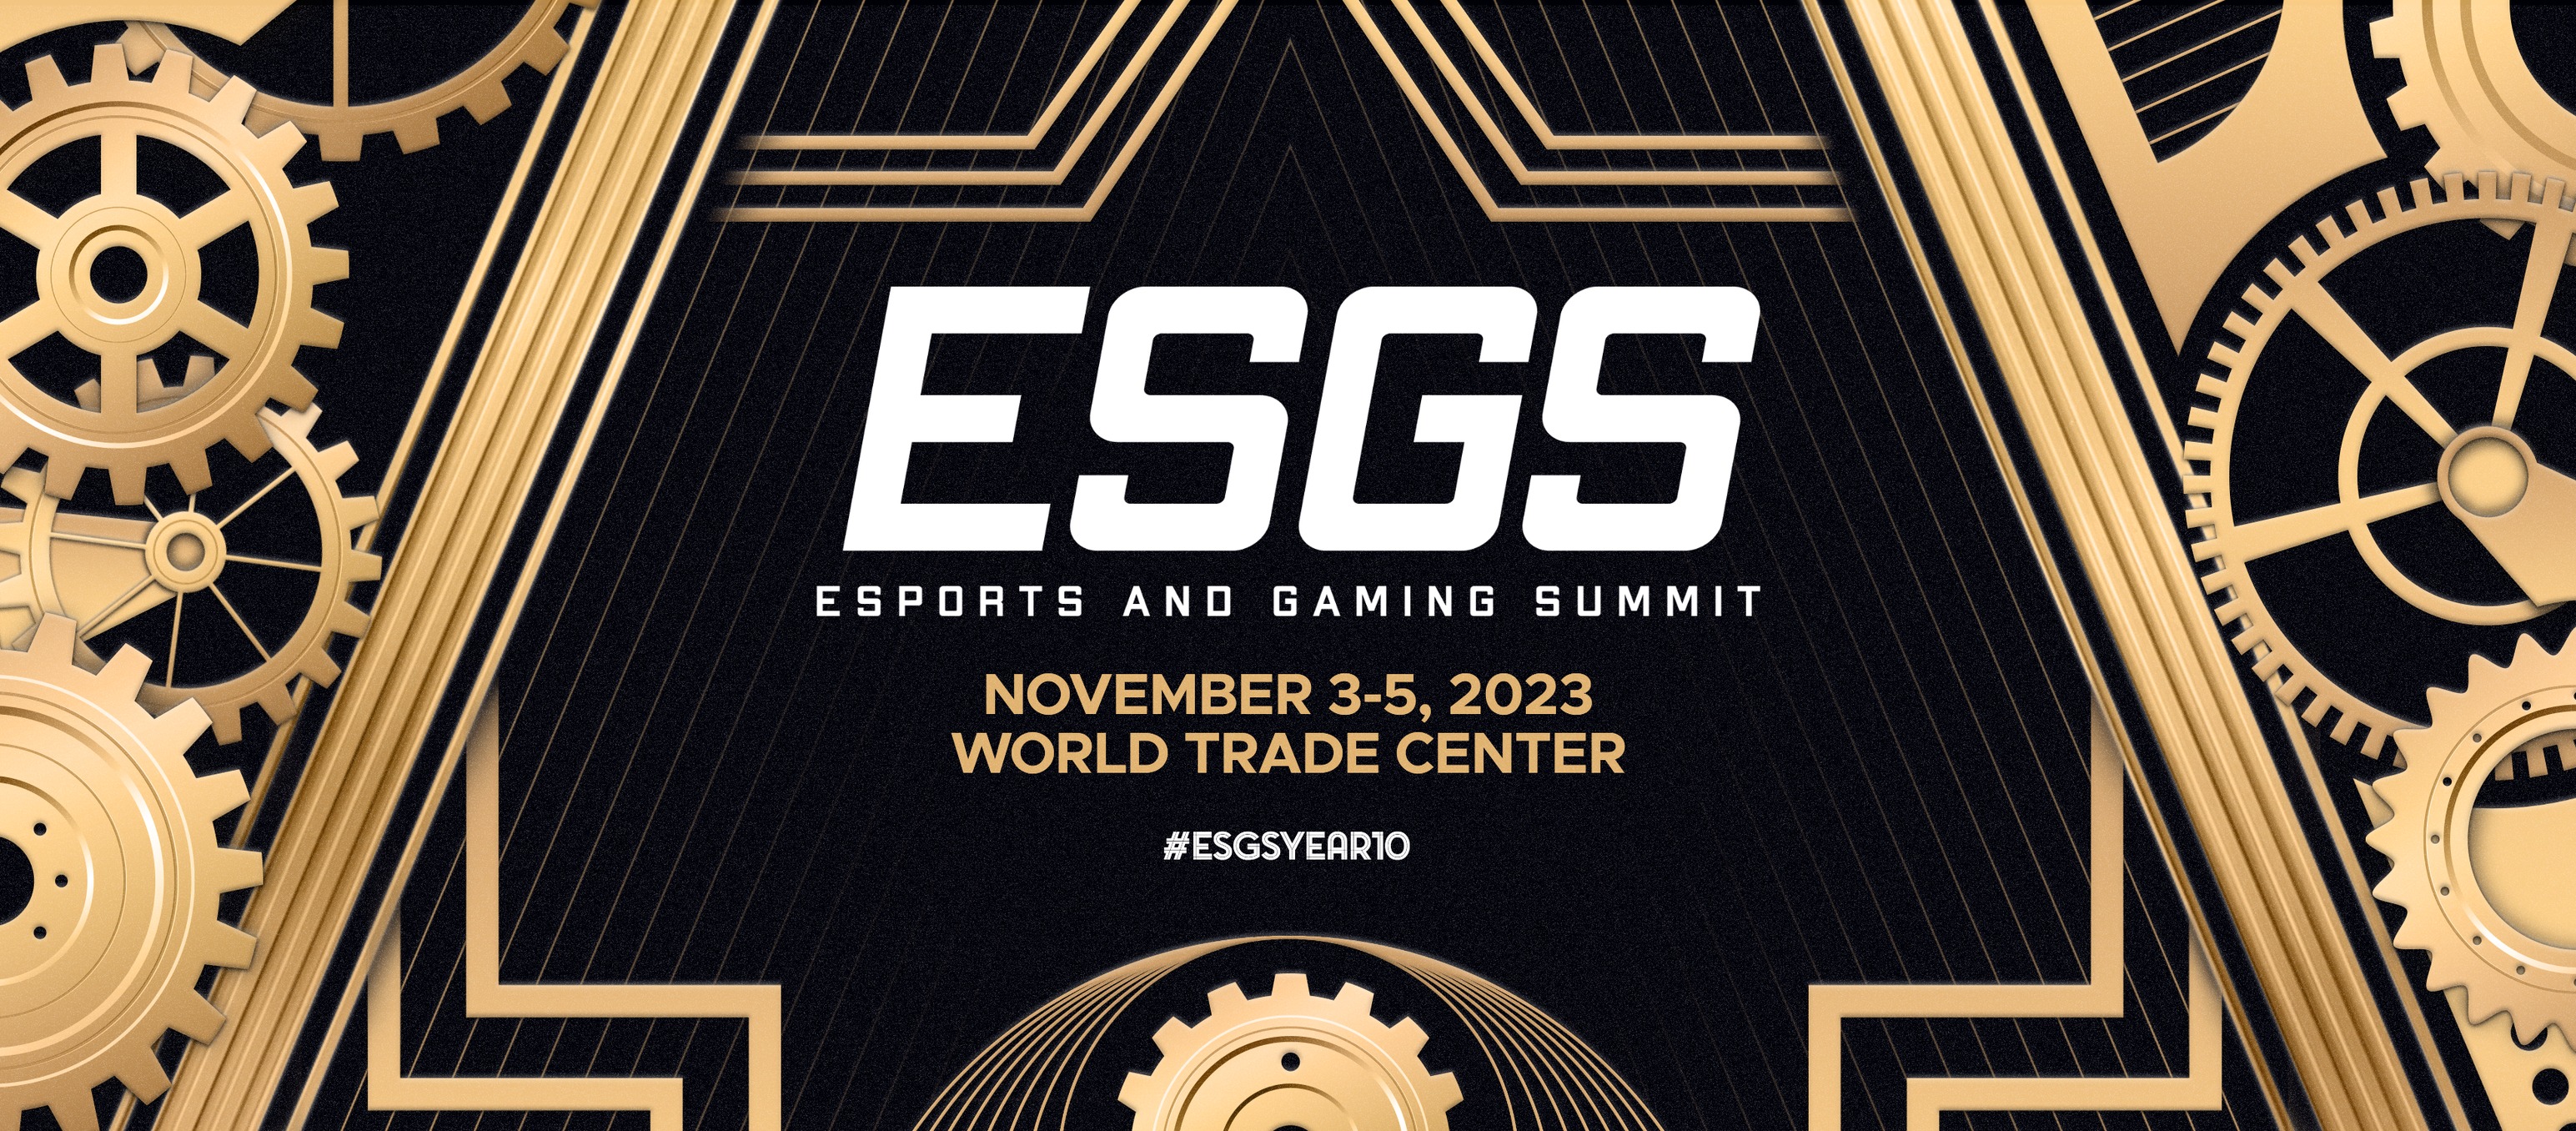 ESGS
ESPORTS AND GAMING SUMMIT
NOVEMBER 3-5, 2023
WORLD TRADE CENTER
#ESGSYEAR10